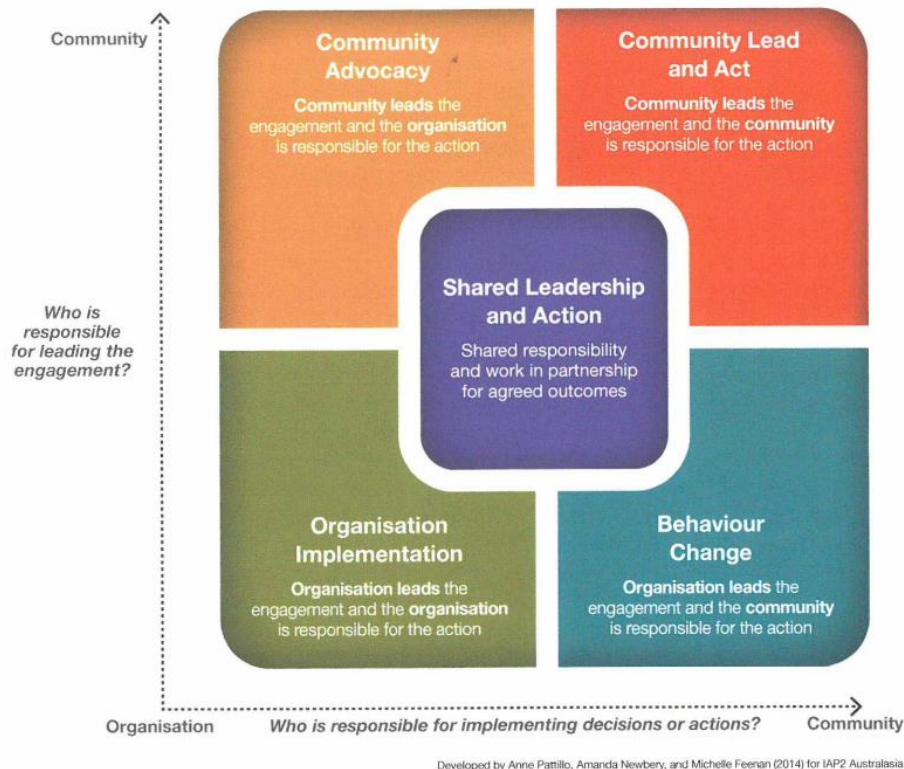 Community
Community
Advocacy
Community leads the
engagement and the organisation
is responsible for the action
Community Lead
and Act
Community leads the
engagement and the community
is responsible for the action
Who is
responsible
for leading the
engagement?
Shared Leadership
and Action
Shared responsibility
and work in partnership
for agreed outcomes
Organisation
Implementation
Organisation leads the
engagement and the organisation
is responsible for the action
Behaviour
Change
Organisation leads the
engagement and the community
is responsible for the action
Organisation
Who is responsible for implementing decisions or actions?
Community
Developed by Anne Pattillo, Amanda Newbery, and Michelle Feenan (2014) for IAP2 Australasia